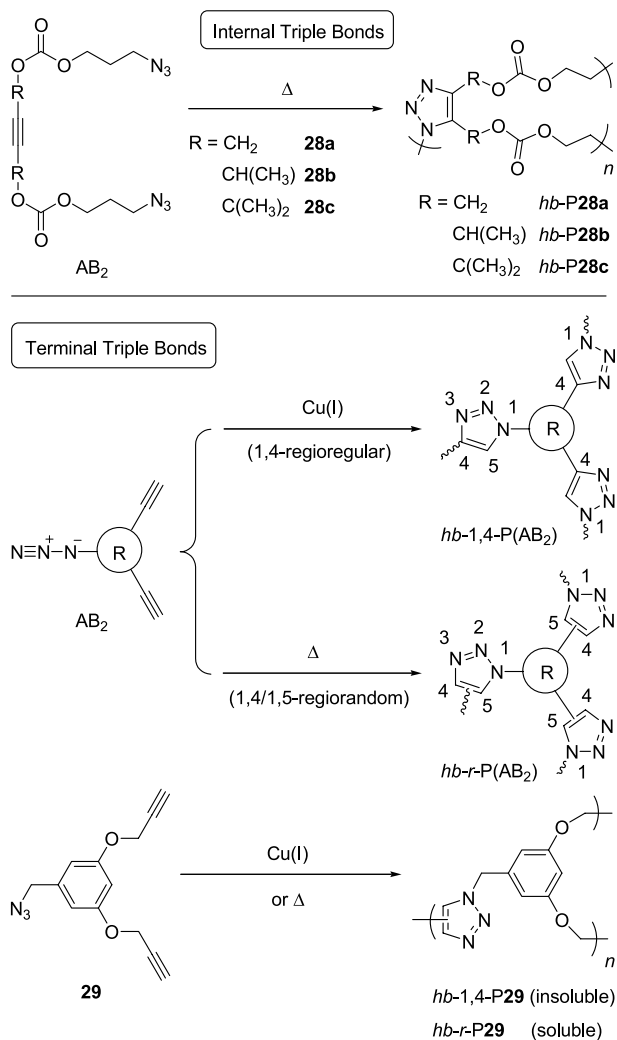 Internal Triple Bonds
O
O
O
N3
R
R
O
O
O
N3
AB2
Δ
R = CH2 28a
CH(CH3) 28b
C(CH3)2 28c
N
N
N
R
O
O
O
R
O
O
O
n
R = CH2 hb-P28a
CH(CH3) hb-P28b
C(CH3)2 hb-P28c
Terminal Triple Bonds
N≡N+−N−
R
AB2
Cu(I)
(1,4-regioregular)
3 N N 2
N 1
4 5
R
1 N N
N
4
4
N
N N
1
hb-1,4-P(AB2)
Δ
(1,4/1,5-regiorandom)
3 N N 2
N 1
4 5
R
1
N N
N
5 4
4
5
N
N N
1
hb-r-P(AB2)
O
N3
O
29
Cu(I)
or Δ
O
N
N
N
O
n
hb-1,4-P29 (insoluble)
hb-r-P29 (soluble)